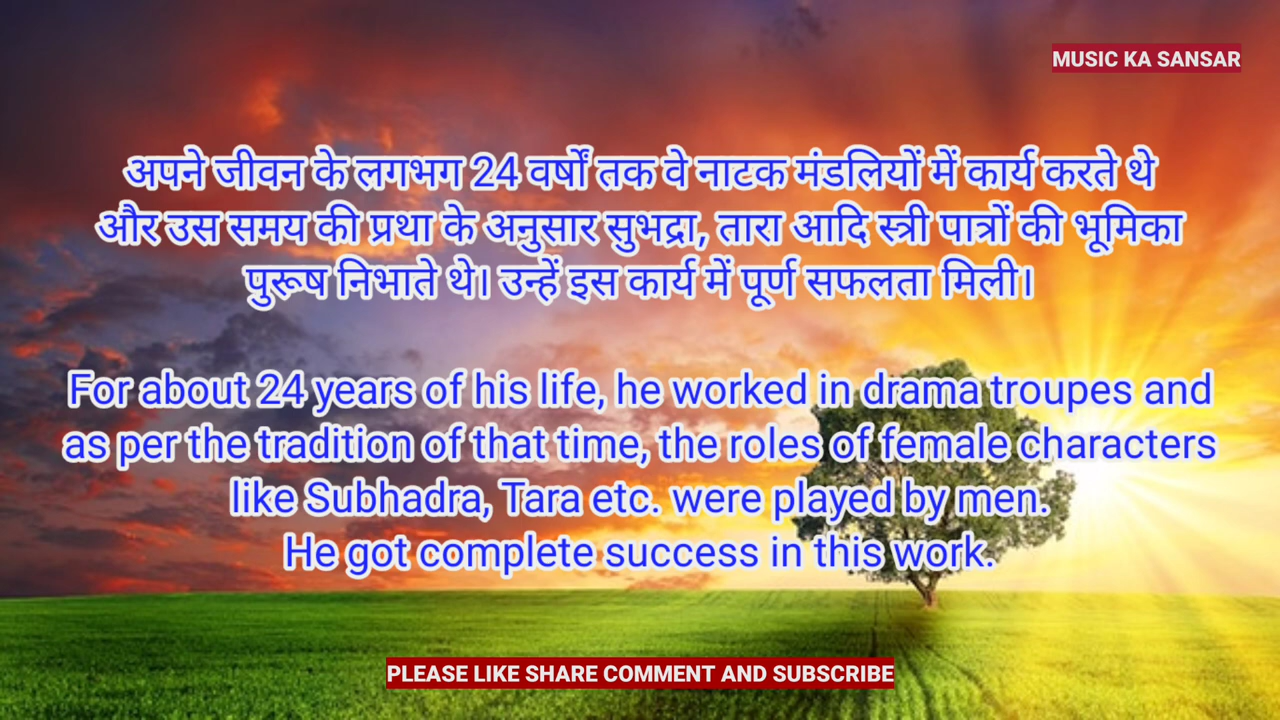 MUSIC KA SANSAR
अपने जीवन के लगभग 24 वर्षों तक वे नाटक मंडलियों में कार्य करते थे
और उस समय की प्रथा के अनुसार सुभद्रा, तारा आदि स्त्री पात्रों की भूमिका
पुरूष निभाते थे। उन्हें इस कार्य में पूर्ण सफलता मिली।
For about 24 years of his life, he worked in drama troupes and
as per the tradition of that time, the roles of female characters
like Subhadra, Tara etc. were played by men.
He got complete success in this work.
PLEASE LIKE SHARE COMMENT AND SUBSCRIBE